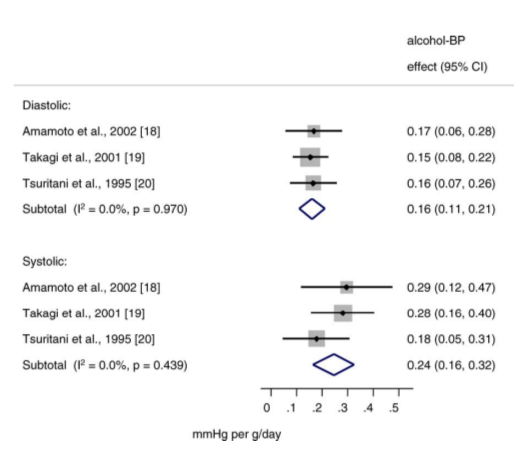 alcohol-BP
effect (95% CI)
Diastolic:
Amamoto et al., 2002 [18] 0.17 (0.06, 0.28)
Takagi et al., 2001 [19] 0.15 (0.08, 0.22)
Tsuritani et al., 1995 [20] 0.16 (0.07, 0.26)
Subtotal (I² = 0.0%, p = 0.970) 0.16 (0.11, 0.21)
Systolic:
Amamoto et al., 2002 [18] 0.29 (0.12, 0.47)
Takagi et al., 2001 [19] 0.28 (0.16, 0.40)
Tsuritani et al., 1995 [20] 0.18 (0.05, 0.31)
Subtotal (I² = 0.0%, p = 0.439) 0.24 (0.16, 0.32)
0 .1 .2 .3 .4 .5
mmHg per g/day